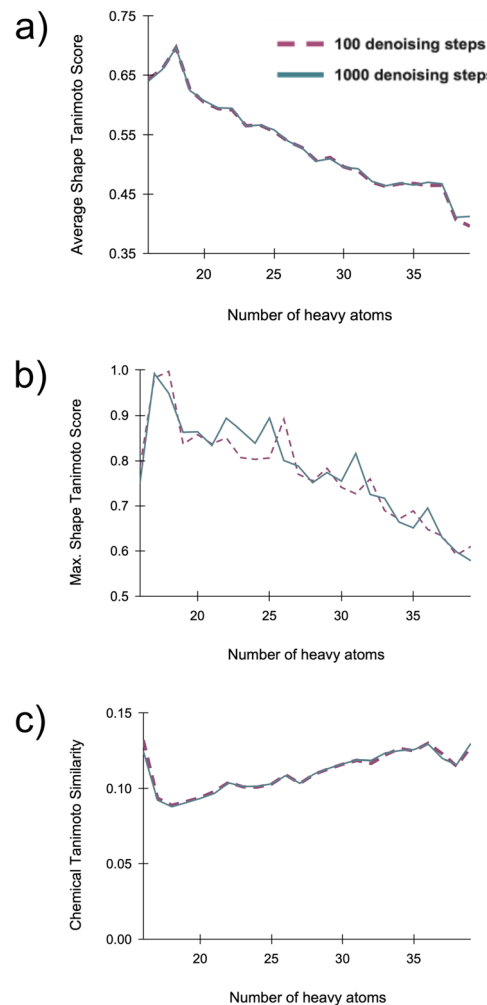 a)
100 denoising steps
1000 denoising steps
Average Shape Tanimoto Score
0.75
0.65
0.55
0.45
0.35
20 25 30 35
Number of heavy atoms
b)
Max. Shape Tanimoto Score
1.0
0.9
0.8
0.7
0.6
0.5
20 25 30 35
Number of heavy atoms
c)
Chemical Tanimoto Similarity
0.15
0.10
0.05
0.00
20 25 30 35
Number of heavy atoms